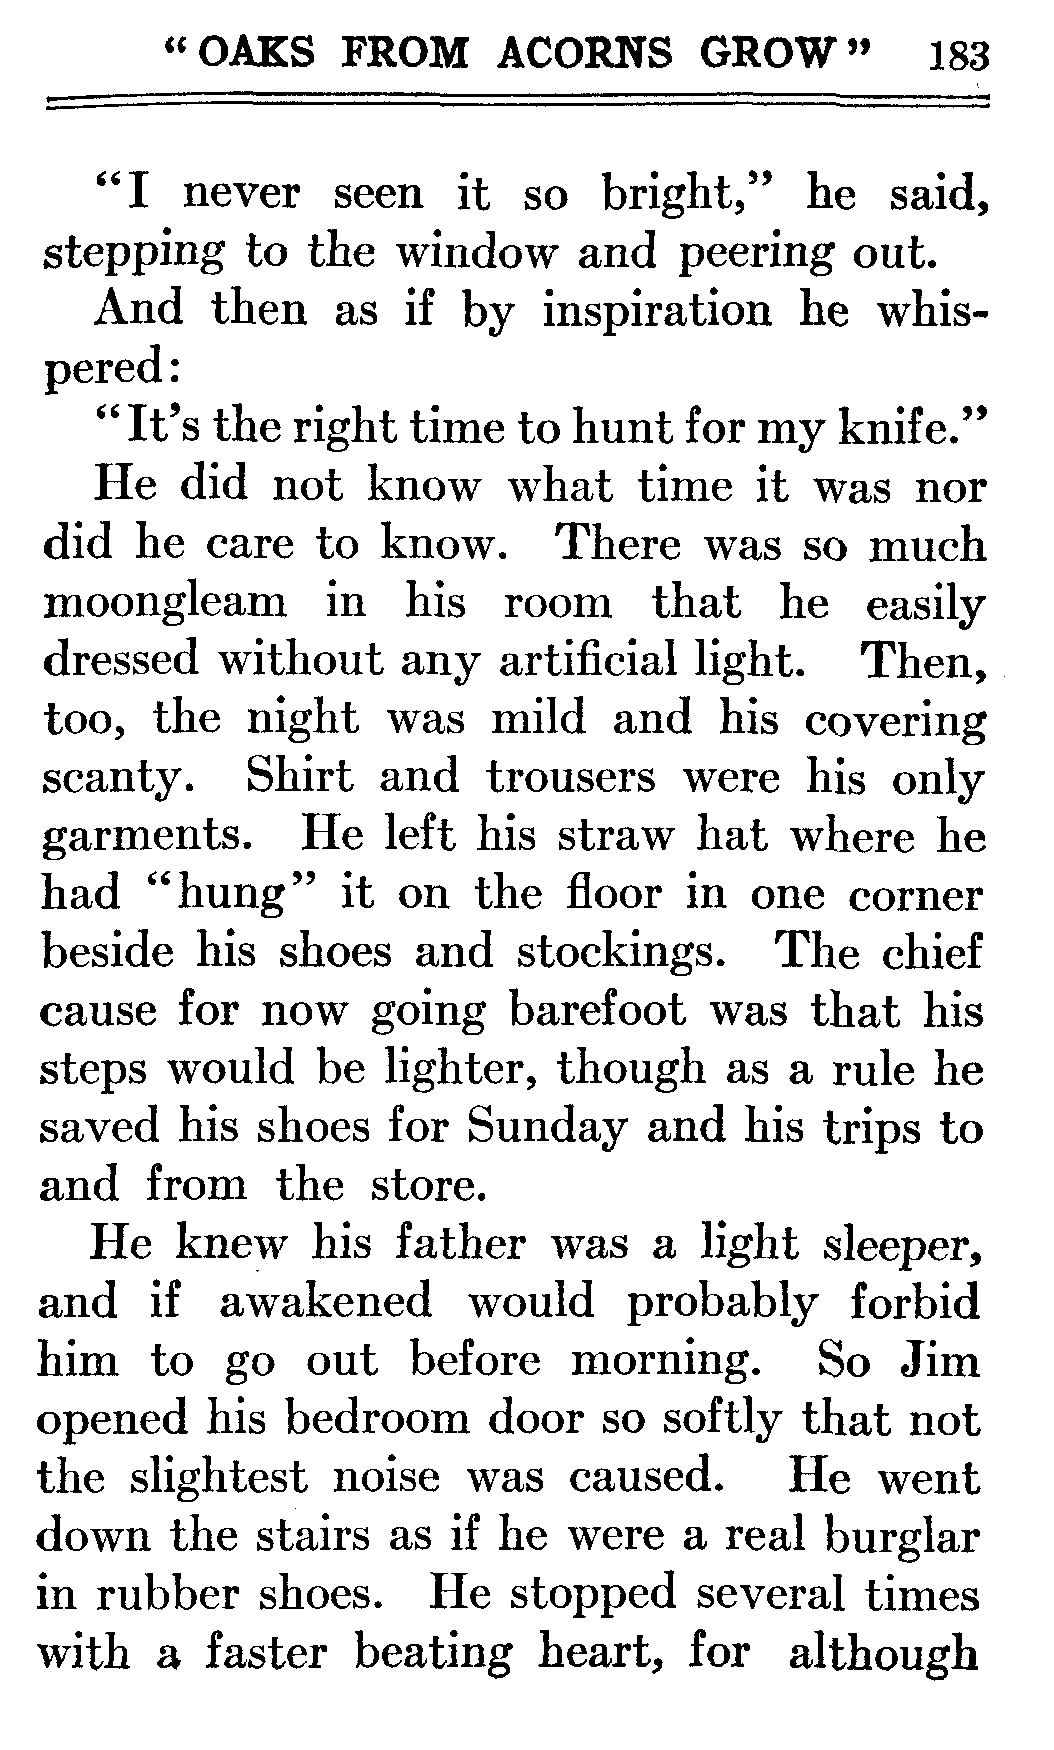 "OAKS FROM ACORNS GROW" 183
"I never seen it so bright," he said,
stepping to the window and peering out.
And then as if by inspiration he whis-
pered:
"It's the right time to hunt for my knife."
He did not know what time it was nor
did he care to know. There was so much
moongleam in his room that he easily
dressed without any artificial light. Then,
too, the night was mild and his covering
scanty. Shirt and trousers were his only
garments. He left his straw hat where he
had "hung" it on the floor in one corner
beside his shoes and stockings. The chief
cause for now going barefoot was that his
steps would be lighter, though as a rule he
saved his shoes for Sunday and his trips to
and from the store.
He knew his father was a light sleeper,
and if awakened would probably forbid
him to go out before morning. So Jim
opened his bedroom door so softly that not
the slightest noise was caused. He went
down the stairs as if he were a real burglar
in rubber shoes. He stopped several times
with a faster beating heart, for although